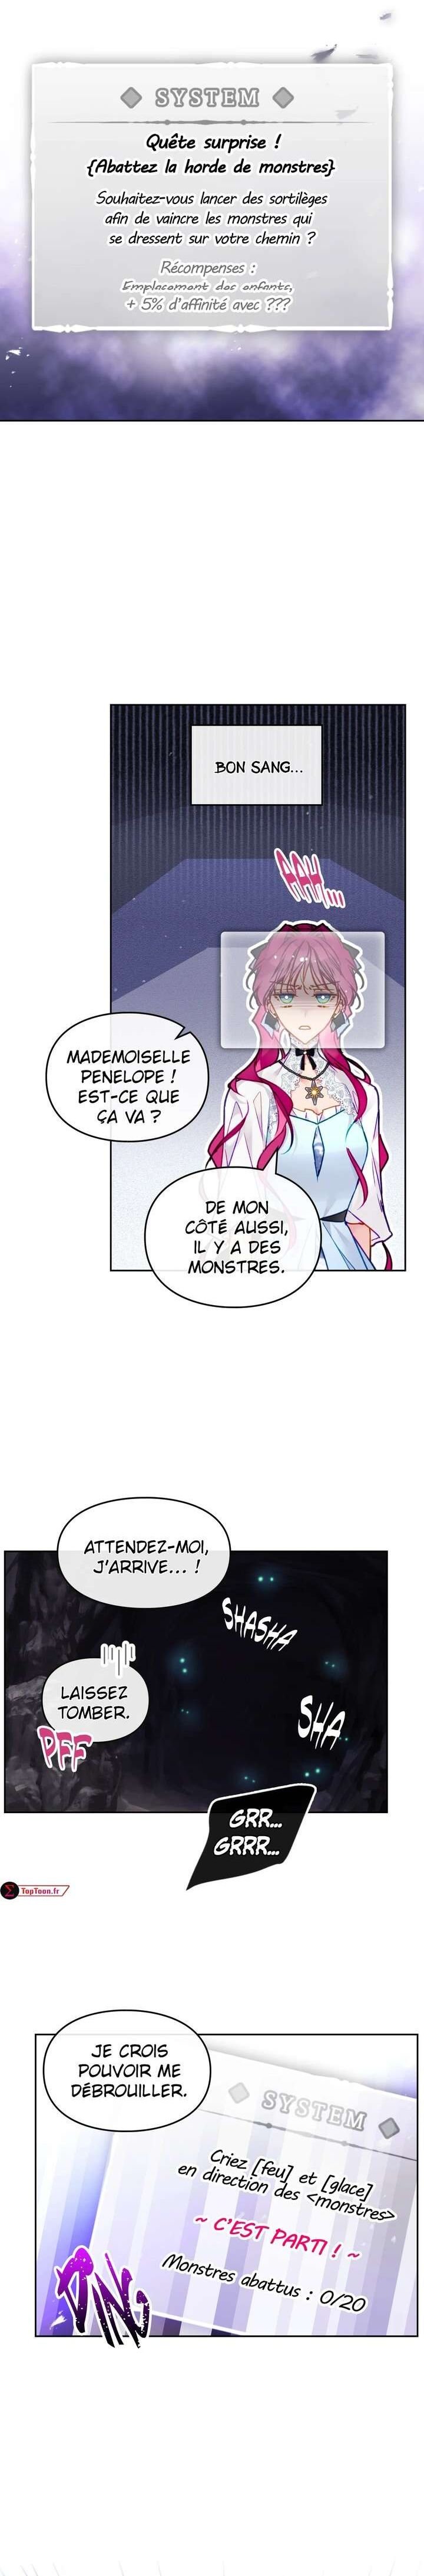 SYSTEM
Quête surprise !
{Abattez la horde de monstres}
Souhaitez-vous lancer des sortilèges
afin de vaincre les monstres qui
se dressent sur votre chemin ?
Récompenses :
Emplacement des enfants,
+ 5% d'affinité avec ???
BON SANG...
AAH...
MADEMOISELLE
PENELOPE !
EST-CE QUE
ÇA VA ?
DE MON
CÔTÉ AUSSI,
IL Y A DES
MONSTRES.
ATTENDEZ-MOI,
J'ARRIVE... !
SHASHA
LAISSEZ
TOMBER.
PFF
SHA
GRR...
GRRR...
TopToon.fr
JE CROIS
POUVOIR ME
DÉBROUILLER.
SYSTEM
Criez [feu] et [glace]
en direction des <monstres>
~ C'EST PARTI ! ~
Monstres abattus : 0/20
DING